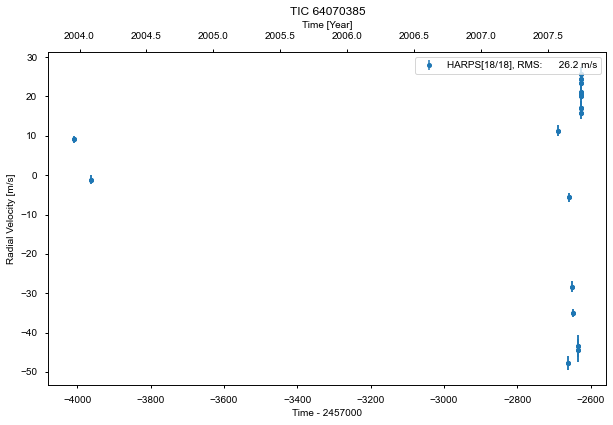 TIC 64070385
Time [Year]
2004.0 2004.5 2005.0 2005.5 2006.0 2006.5 2007.0 2007.5
HARPS[18/18], RMS: 26.2 m/s
30
20
10
0
−10
−20
−30
−40
−50
Radial Velocity [m/s]
−4000 −3800 −3600 −3400 −3200 −3000 −2800 −2600
Time - 2457000